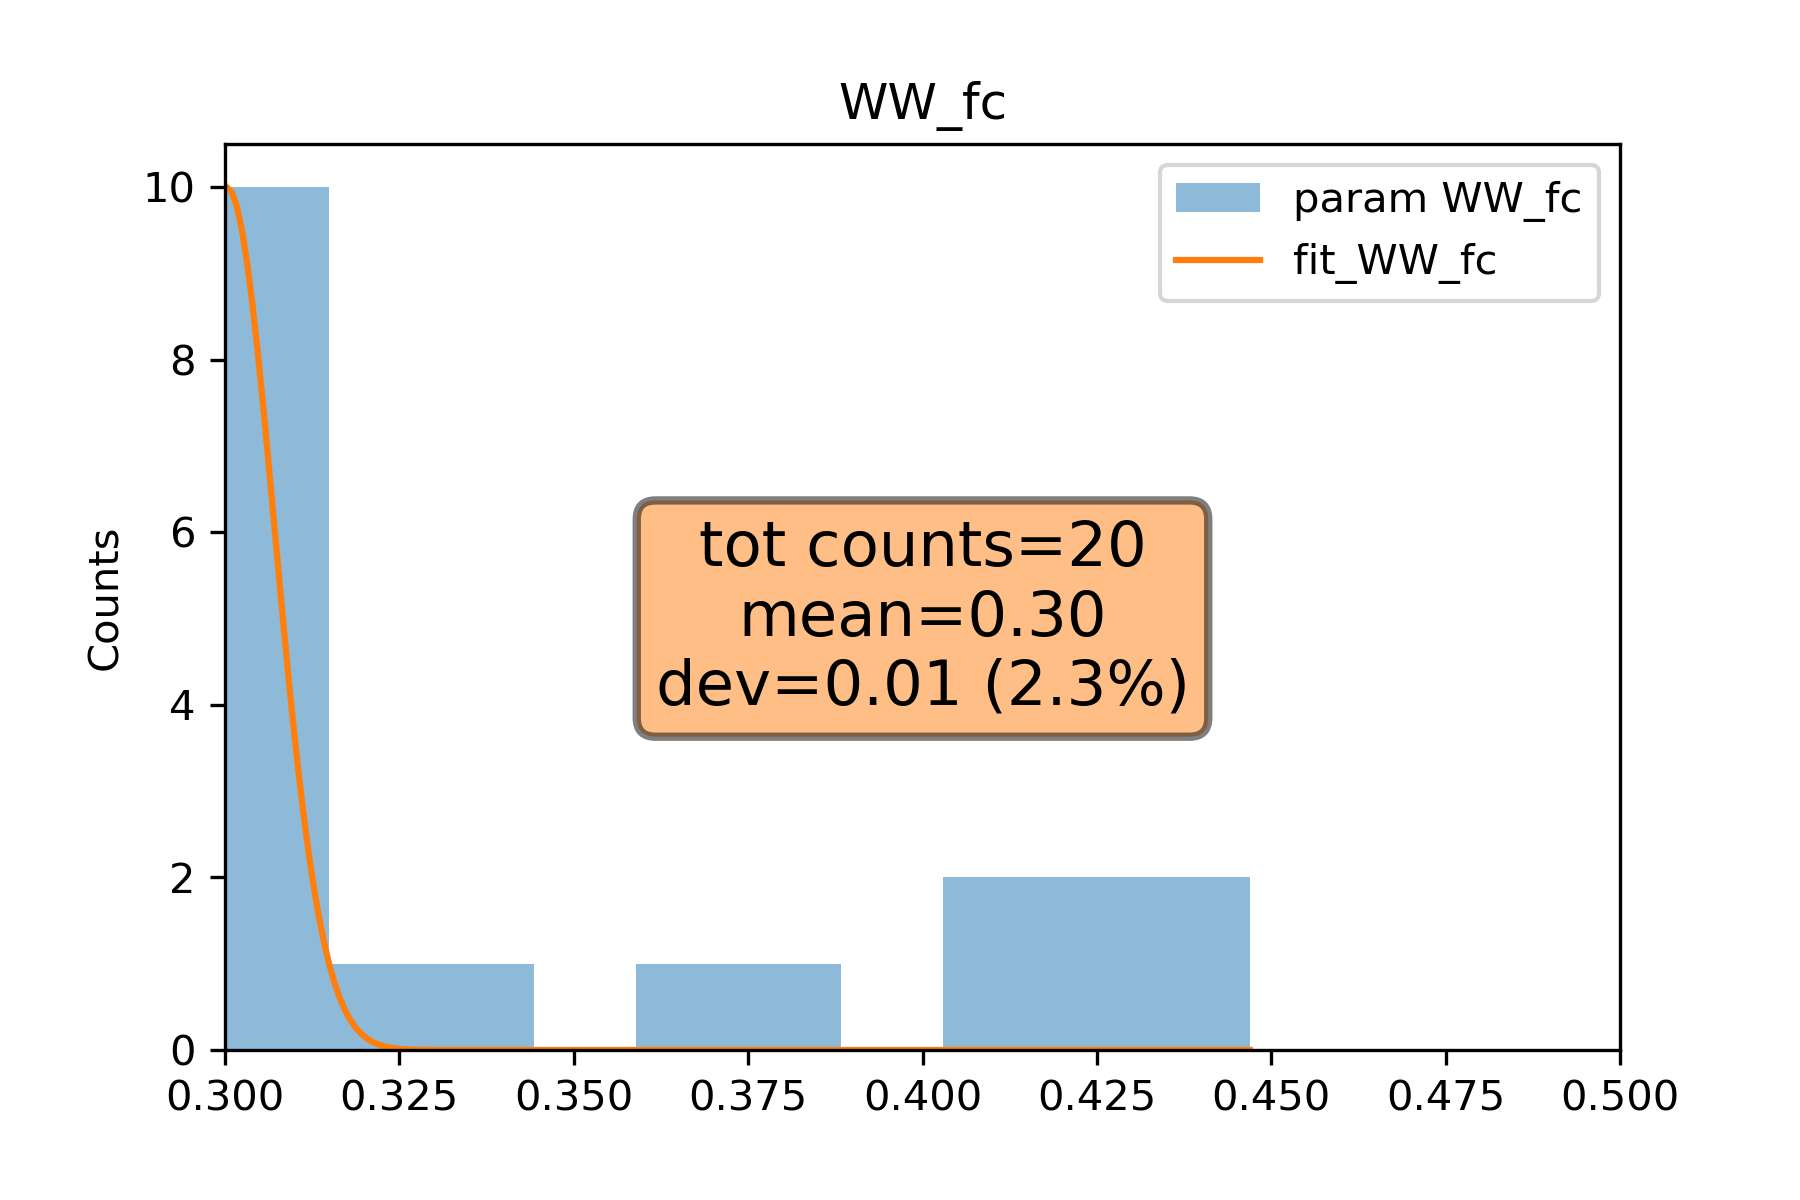 WW_fc
param WW_fc
fit_WW_fc
Counts
10
8
6
4
2
0
tot counts=20
mean=0.30
dev=0.01 (2.3%)
0.300 0.325 0.350 0.375 0.400 0.425 0.450 0.475 0.500